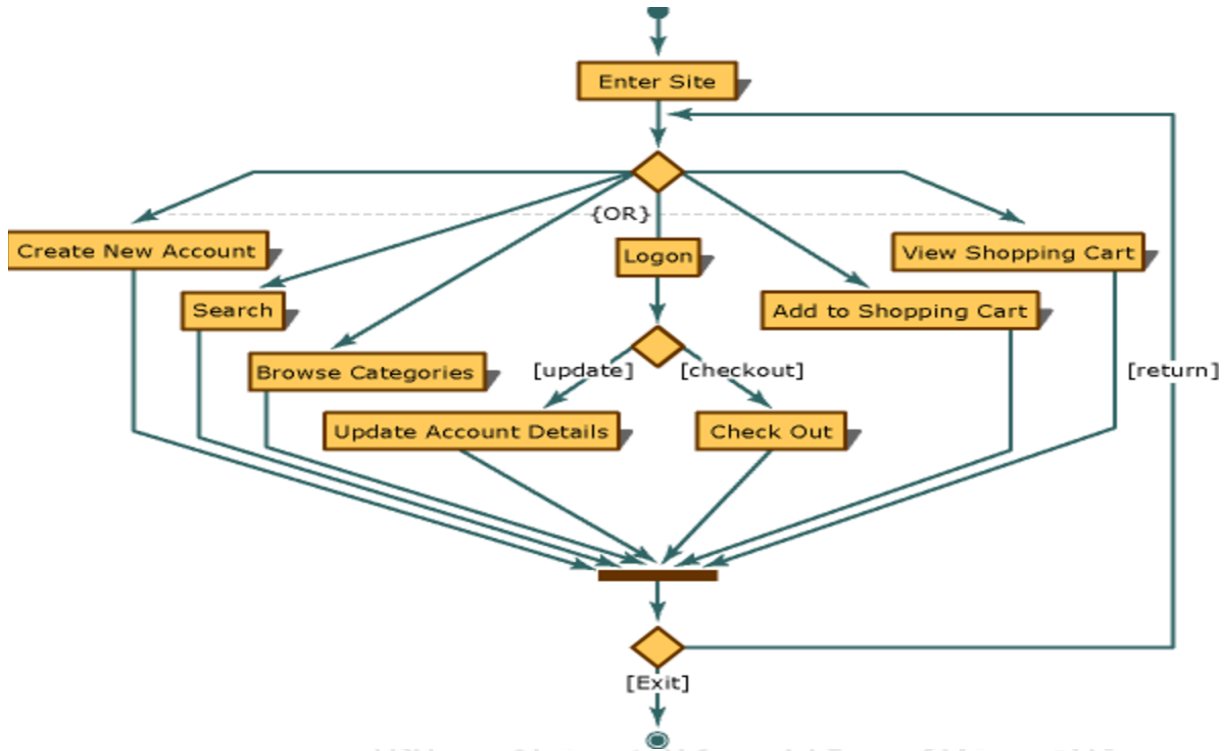 Enter Site
{OR}
Create New Account
Logon
View Shopping Cart
Search
Add to Shopping Cart
Browse Categories
[update]
[checkout]
[return]
Update Account Details
Check Out
[Exit]